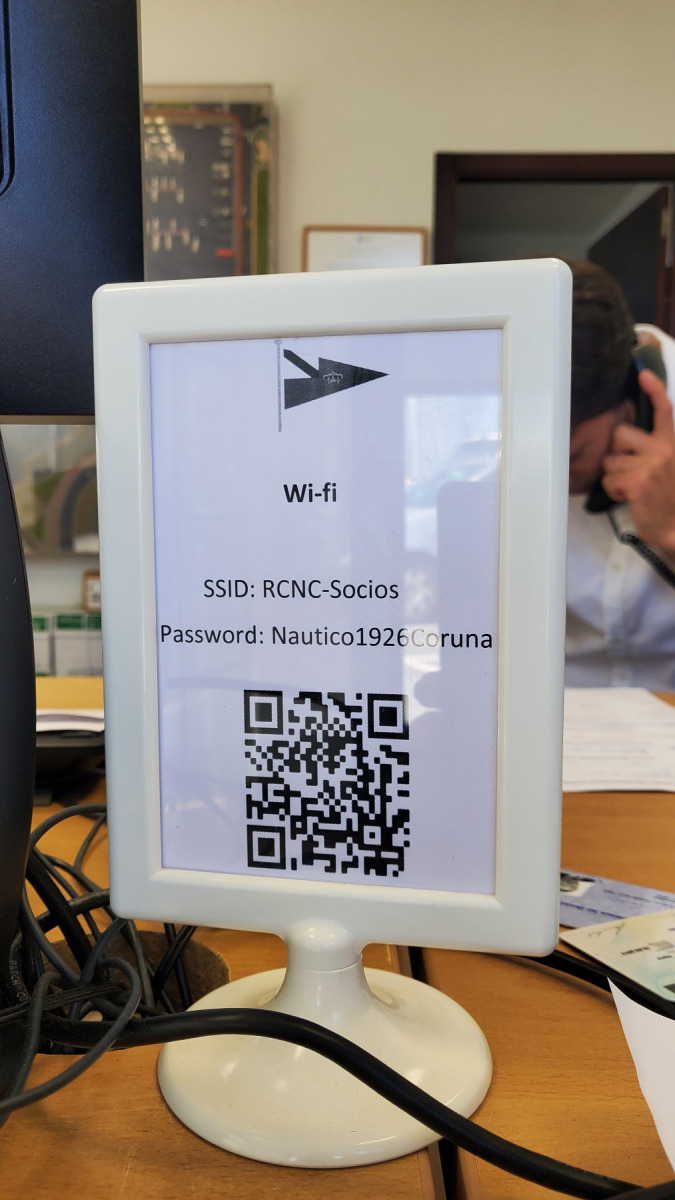 Wi-fi
SSID: RCNC-Socios
Password: Nautico1926Coruna